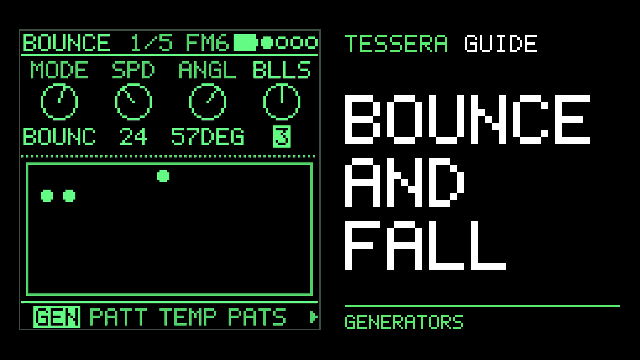 BOUNCE 1/5 FM6
MODE SPD ANGL BLLS
BOUNC 24 57DEG 3
GEN PATT TEMP PATS
TESSERA GUIDE
BOUNCE
AND
FALL
GENERATORS